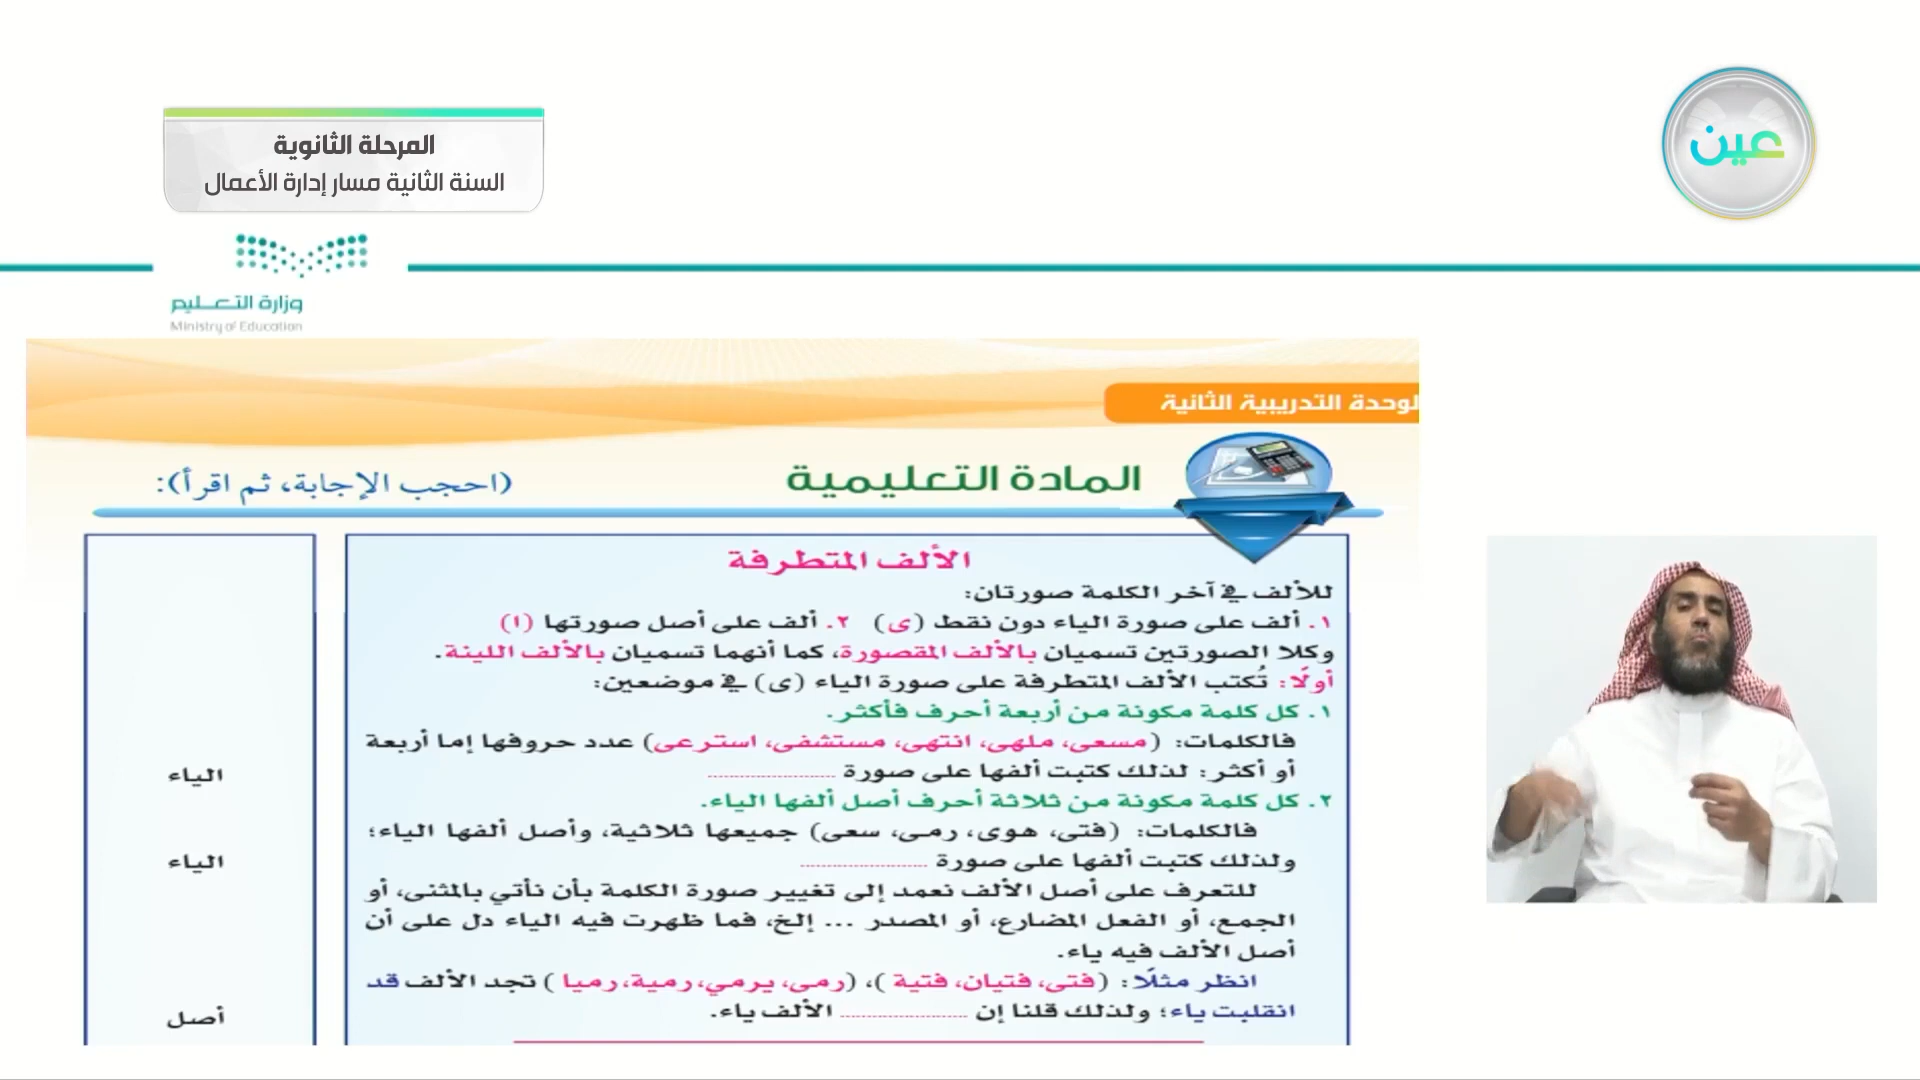 المرحلة الثانوية
السنة الثانية مسار إدارة الأعمال
عين
وزارة التعليم
Ministry of Education
لوحدة التدريبية الثانية
المادة التعليمية
(احجب الإجابة، ثم اقرأ):
الألف المتطرفة
للألف في آخر الكلمة صورتان:
١. ألف على صورة الياء دون نقط (ى) ٢. ألف على أصل صورتها (ا)
وكلا الصورتين تسميان بالألف المقصورة، كما أنهما تسميان بالألف اللينة.
أولًا: تُكتب الألف المتطرفة على صورة الياء (ى) في موضعين:
١. كل كلمة مكونة من أربعة أحرف فأكثر.
فالكلمات: (مسعى، ملهى، انتهى، مستشفى، استرعى) عدد حروفها إما أربعة
أو أكثر: لذلك كتبت ألفها على صورة ....................
الياء
٢. كل كلمة مكونة من ثلاثة أحرف أصل ألفها الياء.
فالكلمات: (فتى، هوى، رمى، سعى) جميعها ثلاثية، وأصل ألفها الياء؛
ولذلك كتبت ألفها على صورة ....................
الياء
للتعرف على أصل الألف نعمد إلى تغيير صورة الكلمة بأن نأتي بالمثنى، أو
الجمع، أو الفعل المضارع، أو المصدر ... إلخ، فما ظهرت فيه الياء دل على أن
أصل الألف فيه ياء.
انظر مثلًا: (فتى، فتيان، فتية )، (رمى، يرمي، رمية، رميا ) تجد الألف قد
انقلبت ياء؛ ولذلك قلنا إن .................... الألف ياء.
أصل